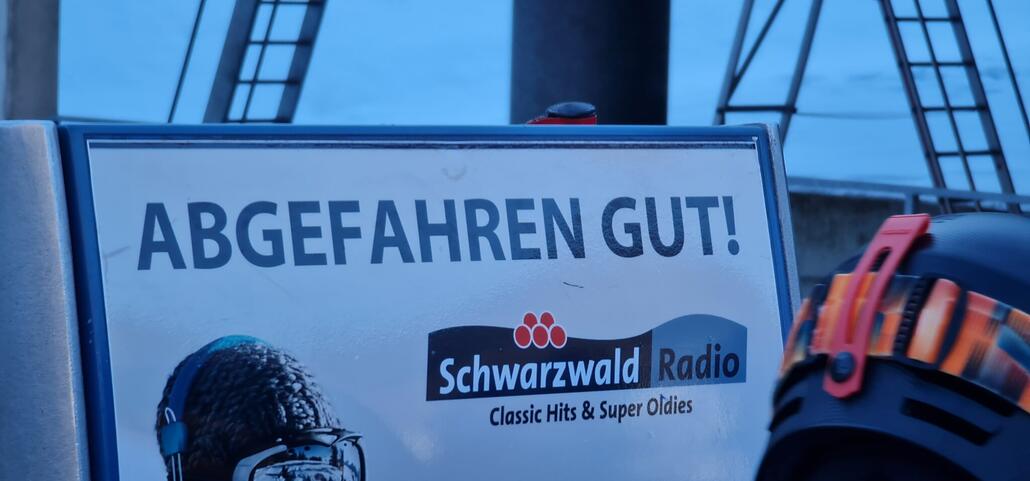 ABGEFAHREN GUT!
Schwarzwald Radio
Classic Hits & Super Oldies